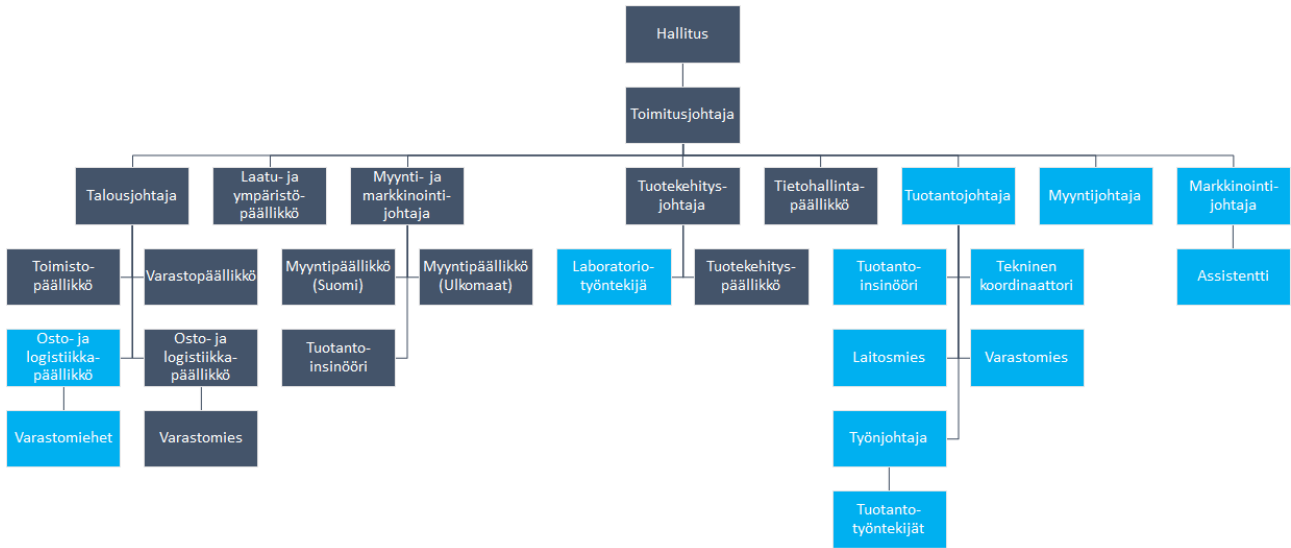 Hallitus
Toimitusjohtaja
Talousjohtaja
Laatu- ja
ympäristö-
päällikkö
Myynti- ja
markkinointi-
johtaja
Tuotekehitys-
johtaja
Tietohallinta-
päällikkö
Tuotantojohtaja
Myyntijohtaja
Markkinointi-
johtaja
Toimisto-
päällikkö
Varastopäällikkö
Myyntipäällikkö
(Suomi)
Myyntipäällikkö
(Ulkomaat)
Laboratorio-
työntekijä
Tuotekehitys-
päällikkö
Tuotanto-
insinööri
Tekninen
koordinaattori
Assistentti
Osto- ja
logistiikka-
päällikkö
Osto- ja
logistiikka-
päällikkö
Tuotanto-
insinööri
Laitosmies
Varastomies
Varastomiehet
Varastomies
Työnjohtaja
Tuotanto-
työntekijät